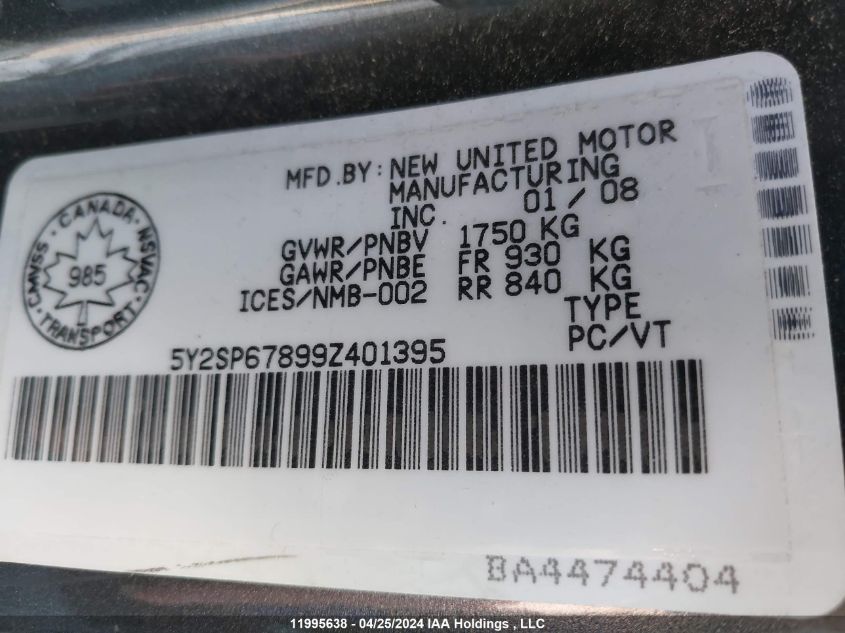 MFD.BY: NEW UNITED MOTOR
MANUFACTURING
INC. 01/08
GVWR/PNBV 1750 KG
GAWR/PNBE FR 930 KG
ICES/NMB-002 RR 840 KG
TYPE
PC/VT
CANADA
CMVSS 985 NSVAC
TRANSPORT
5Y2SP67899Z401395
BA4474404
11995638 - 04/25/2024 IAA Holdings , LLC